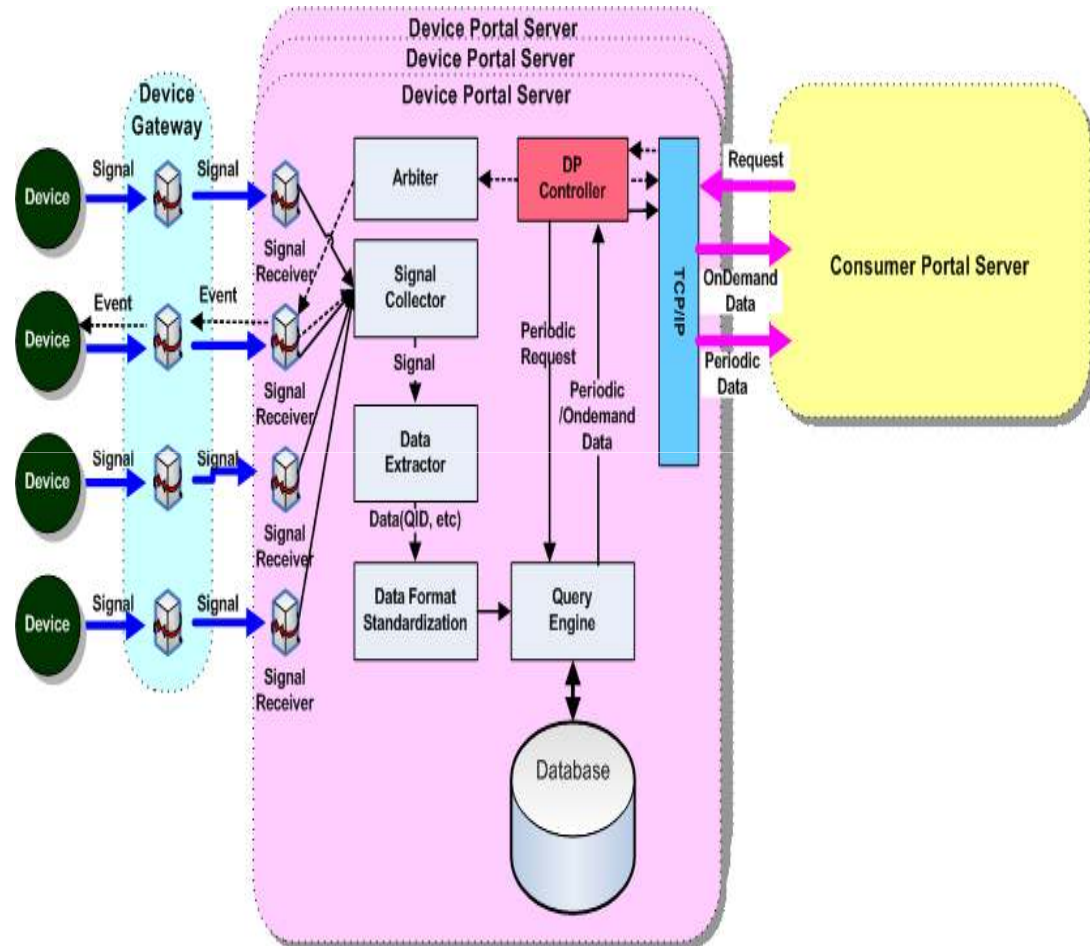 Device Portal Server
Device Portal Server
Device Portal Server
Device
Gateway
Device
Signal
Signal
Signal
Receiver
Device
Event
Event
Signal
Receiver
Device
Signal
Signal
Signal
Receiver
Device
Signal
Signal
Signal
Receiver
Arbiter
DP
Controller
Signal
Collector
Signal
Data
Extractor
Data(QID, etc)
Data Format
Standardization
Query
Engine
Periodic
Request
Periodic
/Ondemand
Data
Database
TCP/IP
Request
OnDemand
Data
Periodic
Data
Consumer Portal Server